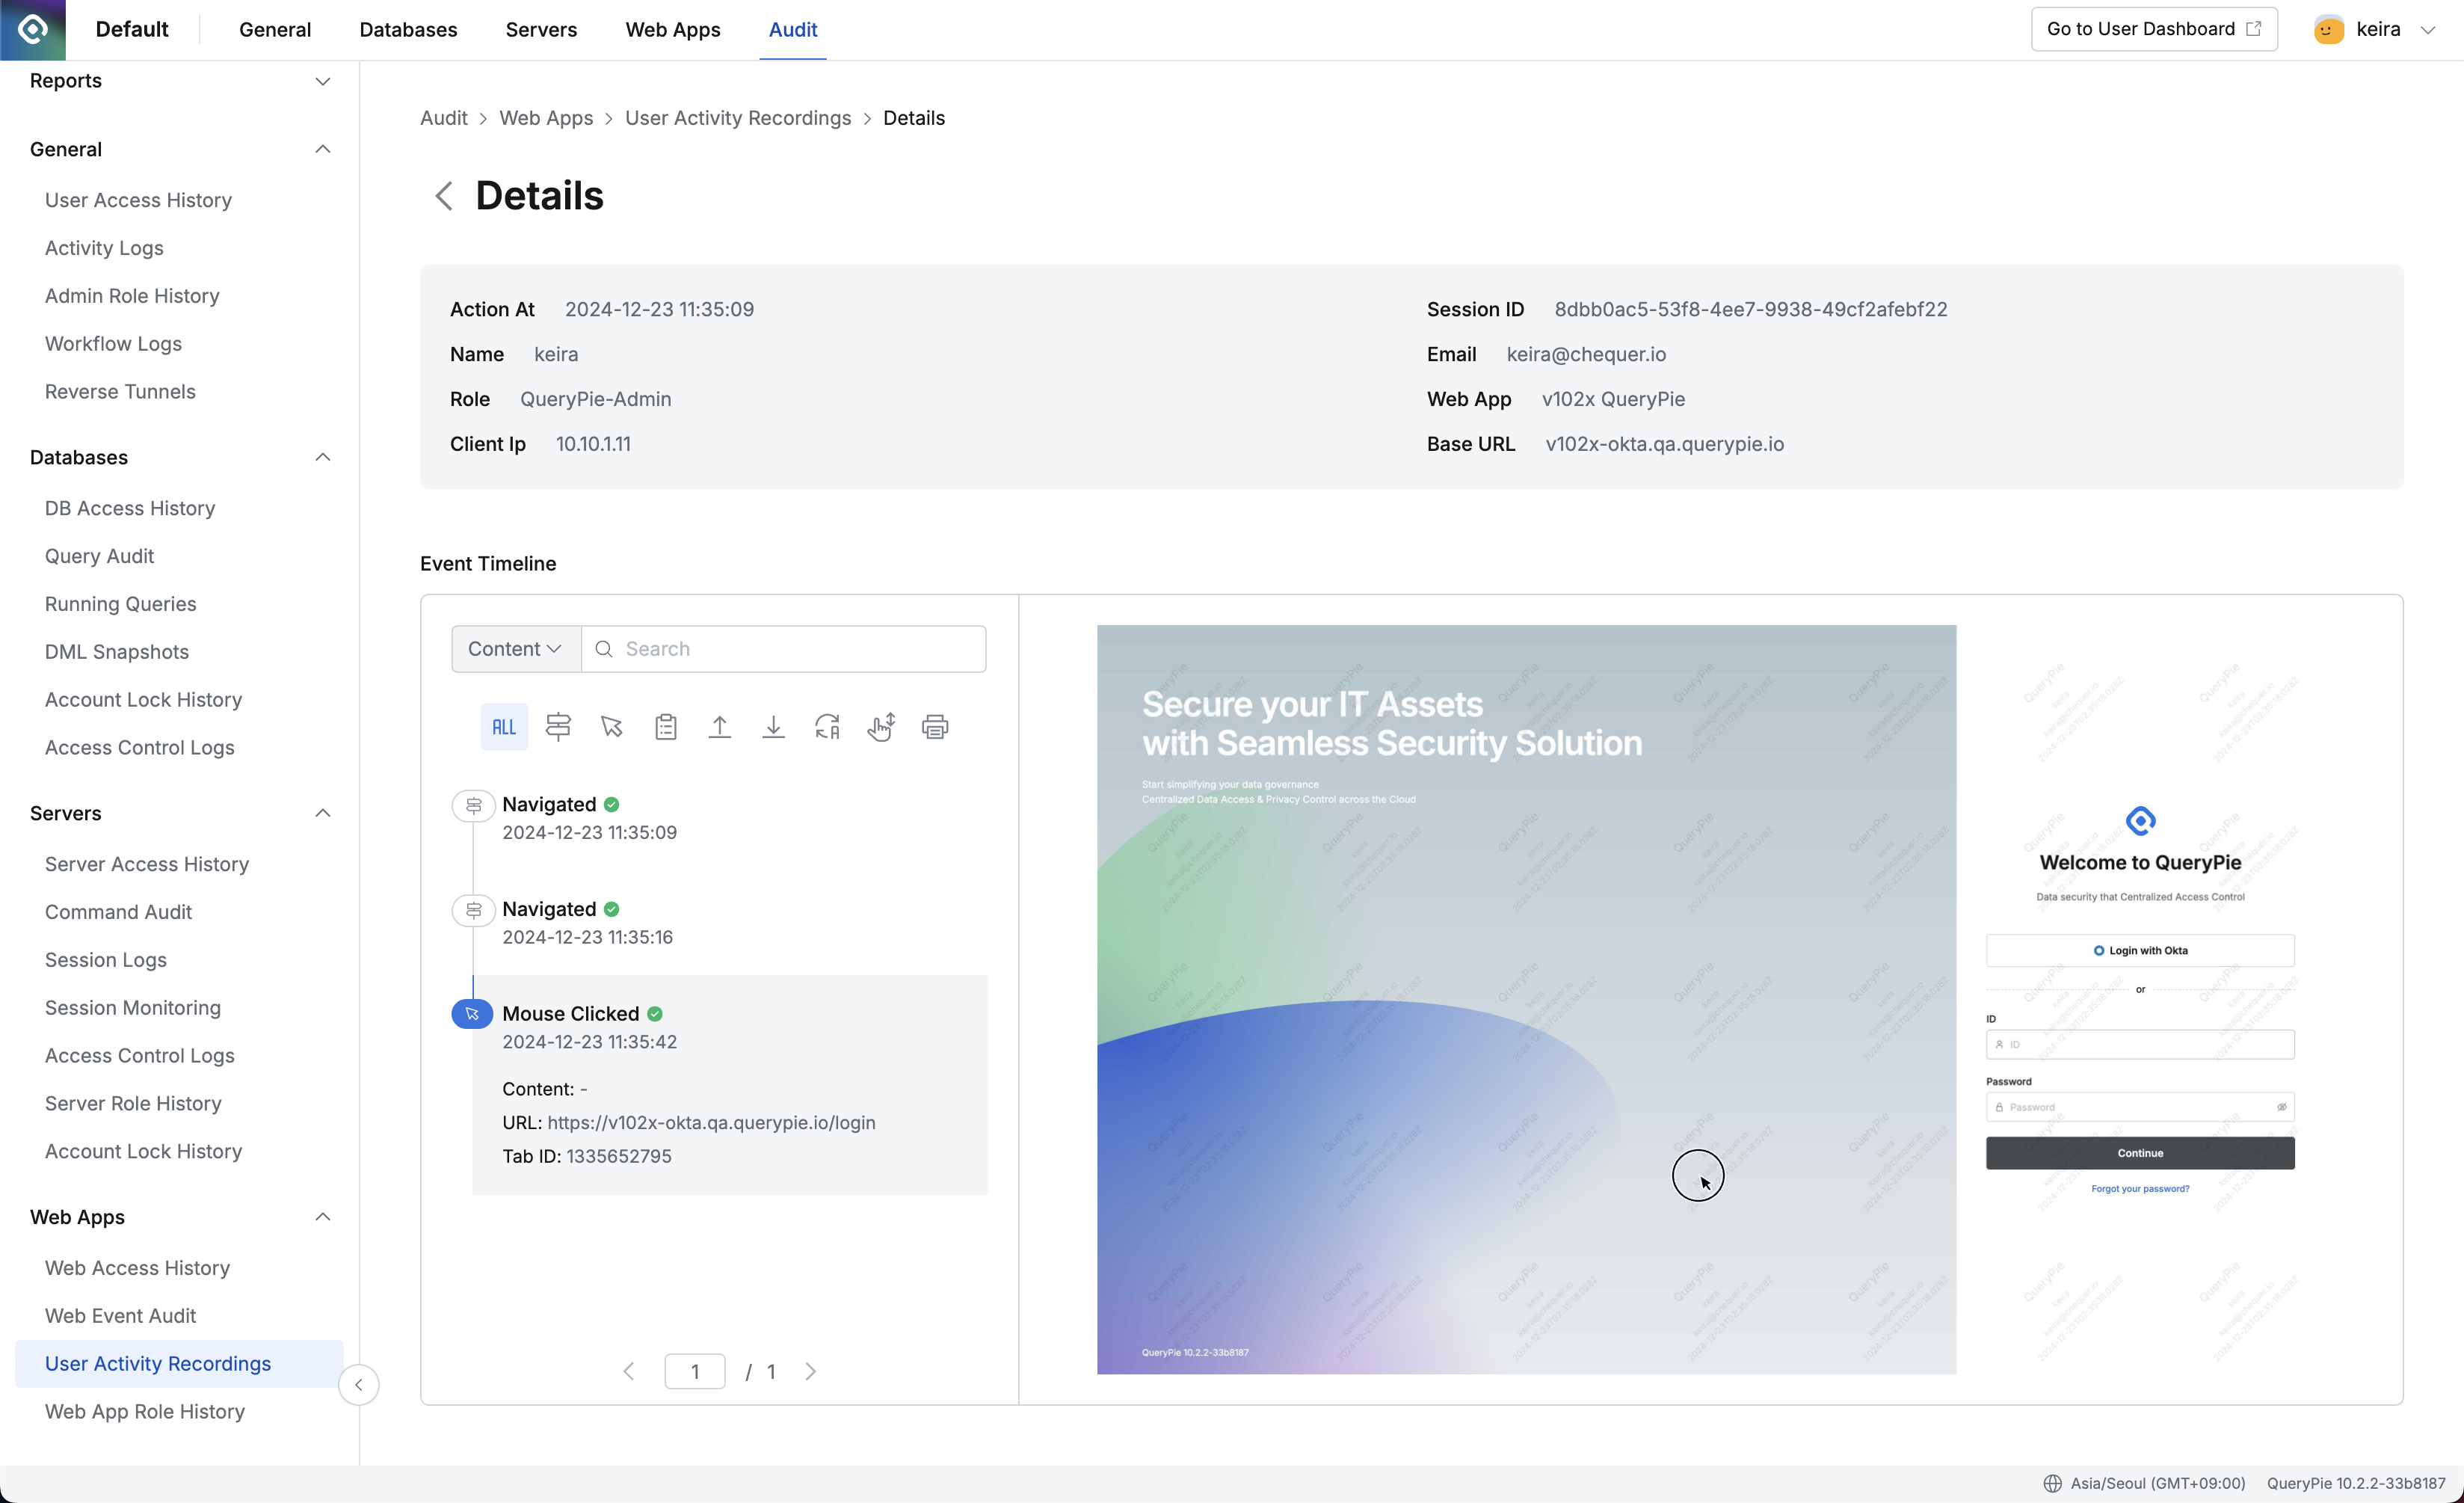 Default
General
Databases
Servers
Web Apps
Audit
Go to User Dashboard
keira
Reports
General
User Access History
Activity Logs
Admin Role History
Workflow Logs
Reverse Tunnels
Databases
DB Access History
Query Audit
Running Queries
DML Snapshots
Account Lock History
Access Control Logs
Servers
Server Access History
Command Audit
Session Logs
Session Monitoring
Access Control Logs
Server Role History
Account Lock History
Web Apps
Web Access History
Web Event Audit
User Activity Recordings
Web App Role History
Audit > Web Apps > User Activity Recordings > Details
Details
Action At 2024-12-23 11:35:09
Name keira
Role QueryPie-Admin
Client Ip 10.10.1.11
Session ID 8dbb0ac5-53f8-4ee7-9938-49cf2afebf22
Email keira@chequer.io
Web App v102x QueryPie
Base URL v102x-okta.qa.querypie.io
Event Timeline
Content
Search
ALL
Navigated
2024-12-23 11:35:09
Navigated
2024-12-23 11:35:16
Mouse Clicked
2024-12-23 11:35:42
Content: -
URL: https://v102x-okta.qa.querypie.io/login
Tab ID: 1335652795
1 / 1
Secure your IT Assets
with Seamless Security Solution
Start simplifying your data governance
Centralized Data Access & Privacy Control across the Cloud
QueryPie 10.2.2-33b8187
Welcome to QueryPie
Data security that Centralized Access Control
Login with Okta
or
ID
ID
Password
Password
Continue
Forgot your password?
Asia/Seoul (GMT+09:00)
QueryPie 10.2.2-33b8187